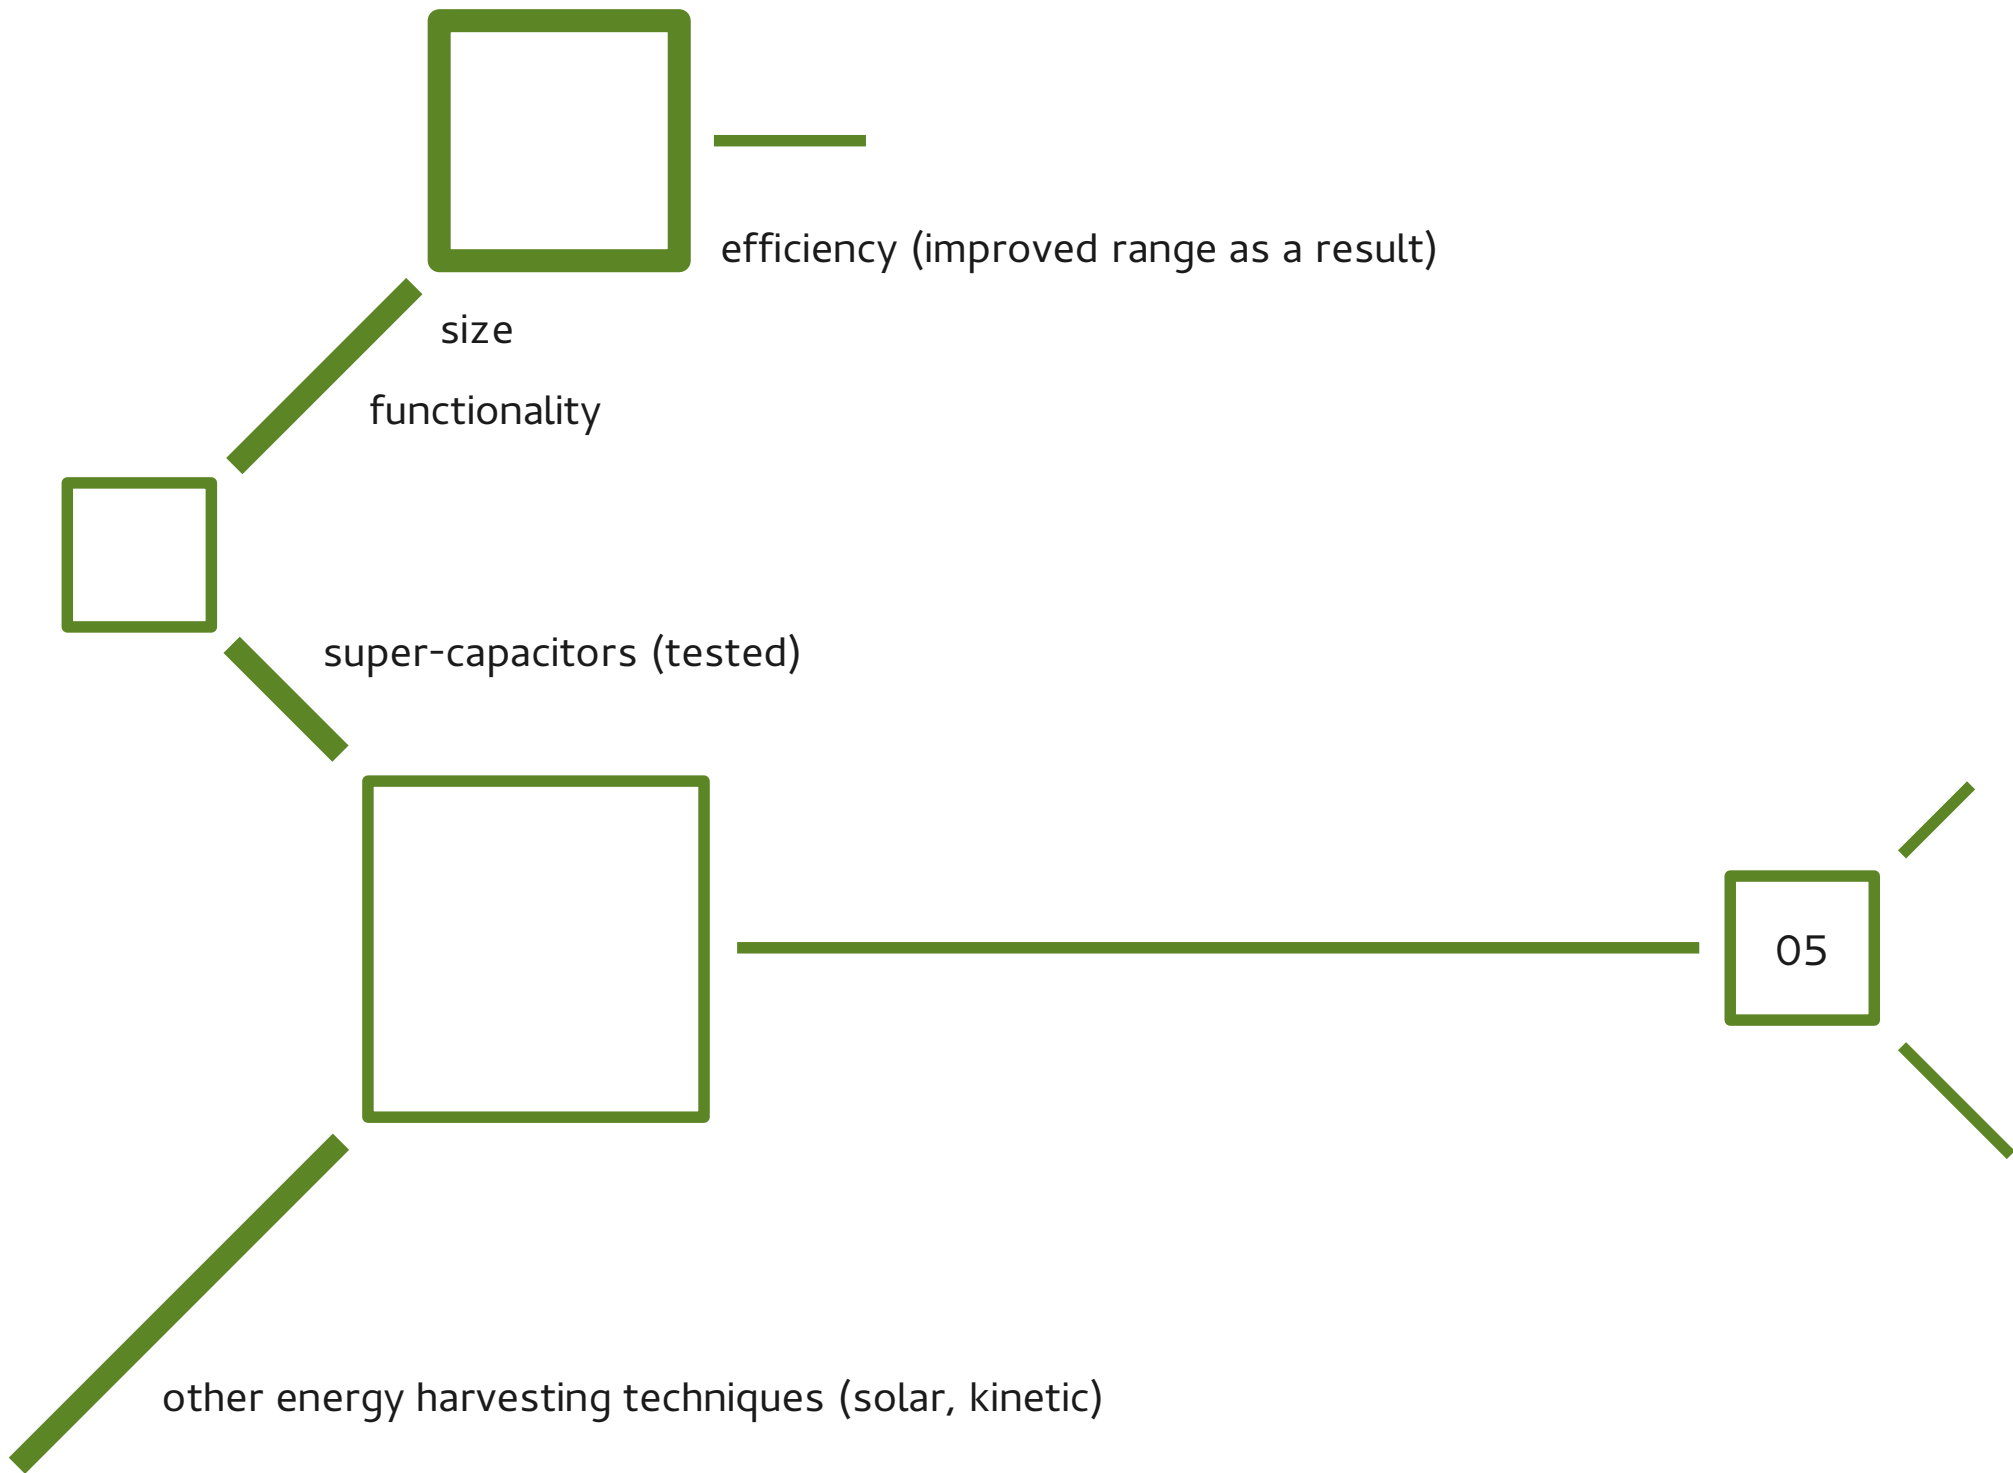 efficiency (improved range as a result)
size
functionality
super-capacitors (tested)
05
other energy harvesting techniques (solar, kinetic)